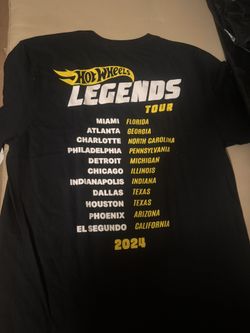 Hot Wheels
LEGENDS
TOUR
MIAMI FLORIDA
ATLANTA GEORGIA
CHARLOTTE NORTH CAROLINA
PHILADELPHIA PENNSYLVANIA
DETROIT MICHIGAN
CHICAGO ILLINOIS
INDIANAPOLIS INDIANA
DALLAS TEXAS
HOUSTON TEXAS
PHOENIX ARIZONA
EL SEGUNDO CALIFORNIA
2024